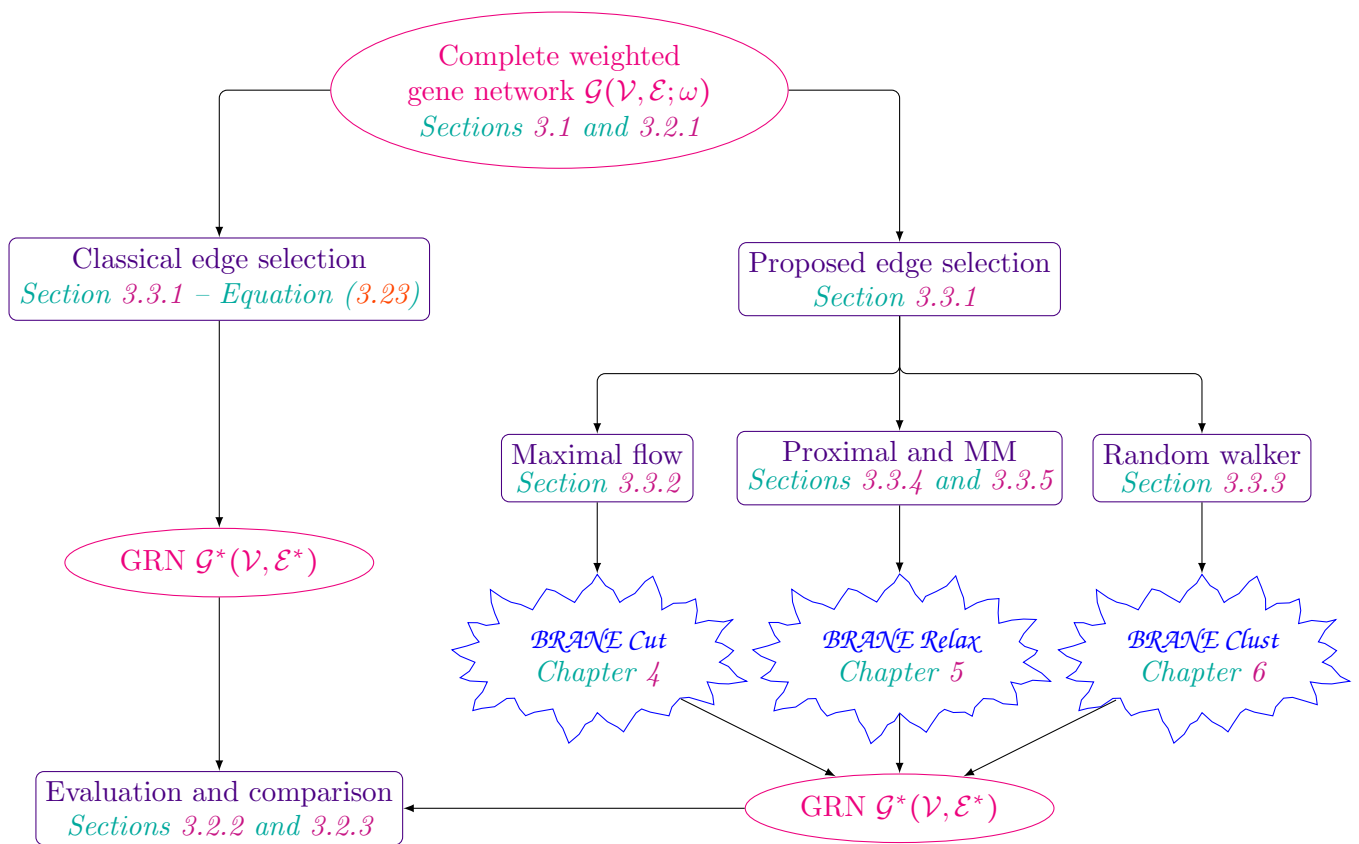 Complete weighted
gene network 𝒢(𝒱, ℰ; ω)
Sections 3.1 and 3.2.1
Classical edge selection
Section 3.3.1 – Equation (3.23)
Proposed edge selection
Section 3.3.1
Maximal flow
Section 3.3.2
Proximal and MM
Sections 3.3.4 and 3.3.5
Random walker
Section 3.3.3
GRN 𝒢*(𝒱, ℰ*)
BRANE Cut
Chapter 4
BRANE Relax
Chapter 5
BRANE Clust
Chapter 6
Evaluation and comparison
Sections 3.2.2 and 3.2.3
GRN 𝒢*(𝒱, ℰ*)